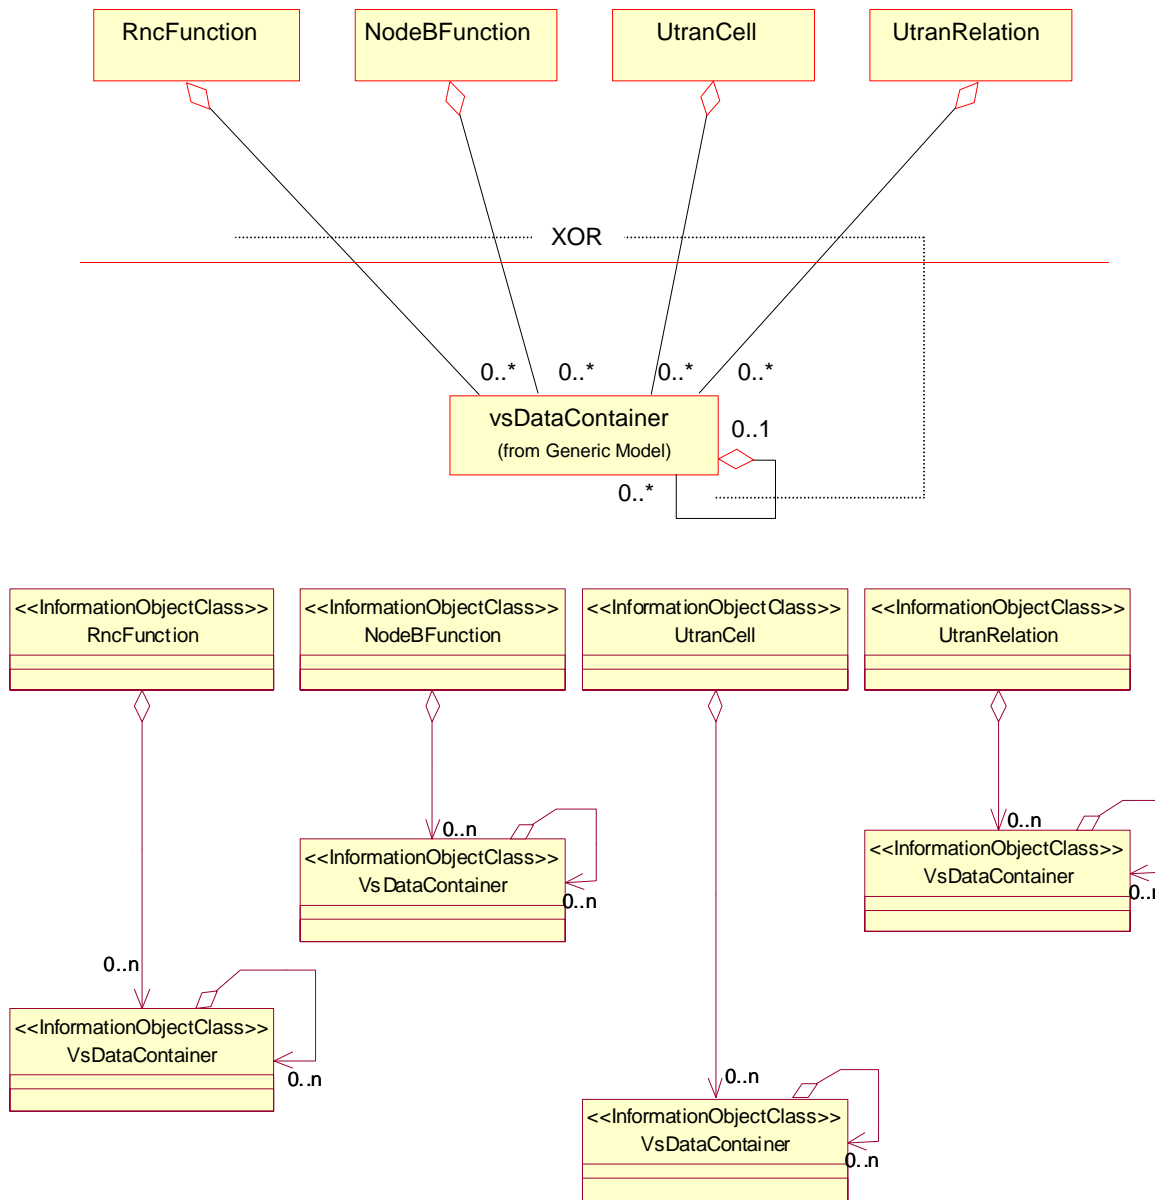 RncFunction
NodeBFunction
UtranCell
UtranRelation
XOR
0..*
0..*
0..*
0..*
vsDataContainer
(from Generic Model)
0..1
0..*
<<InformationObjectClass>>
RncFunction
<<InformationObjectClass>>
NodeBFunction
<<InformationObjectClass>>
UtranCell
<<InformationObjectClass>>
UtranRelation
0..n
<<InformationObjectClass>>
VsDataContainer
0..n
0..n
<<InformationObjectClass>>
VsDataContainer
0..n
0..n
<<InformationObjectClass>>
VsDataContainer
0..n
0..n
<<InformationObjectClass>>
VsDataContainer
0..n